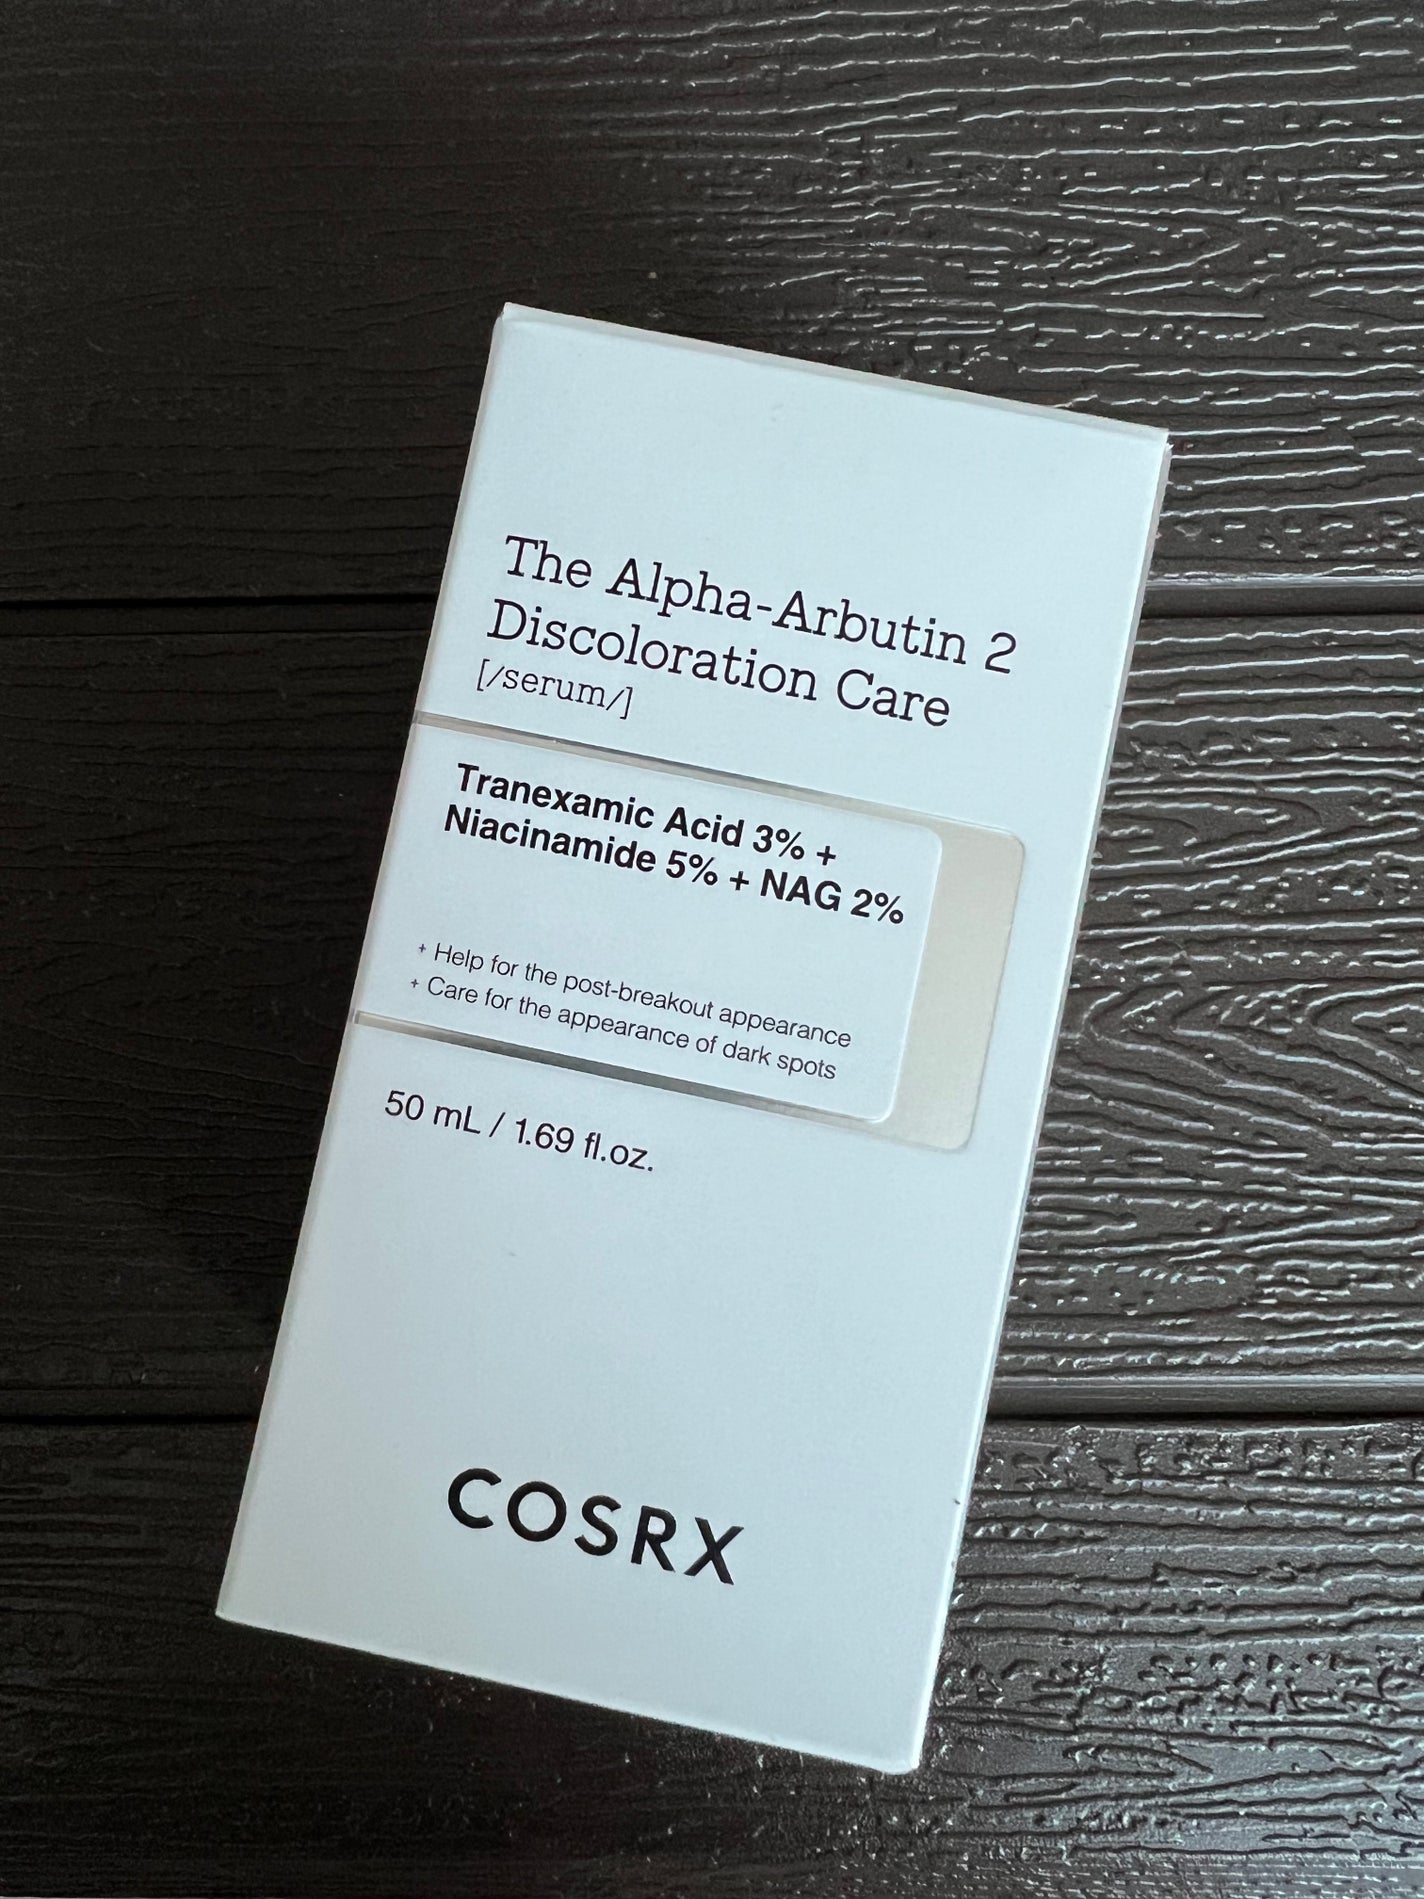 The Alpha-Arbutin 2
Discoloration Care
[/serum/]
Tranexamic Acid 3% +
Niacinamide 5% + NAG 2%
+ Help for the post-breakout appearance
+ Care for the appearance of dark spots
50 mL / 1.69 fl.oz.
COSRX